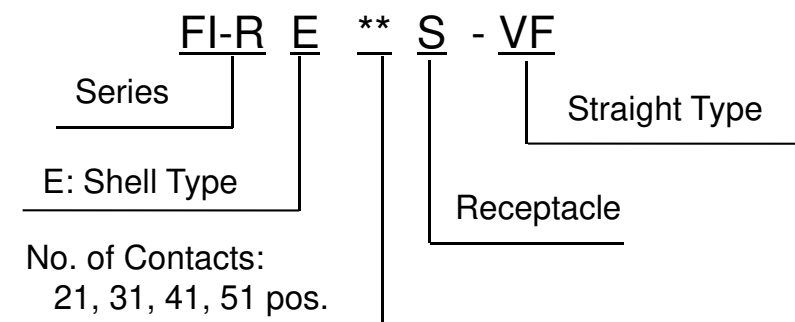 FI-R E ** S - VF
Series
Straight Type
E: Shell Type
Receptacle
No. of Contacts:
21, 31, 41, 51 pos.